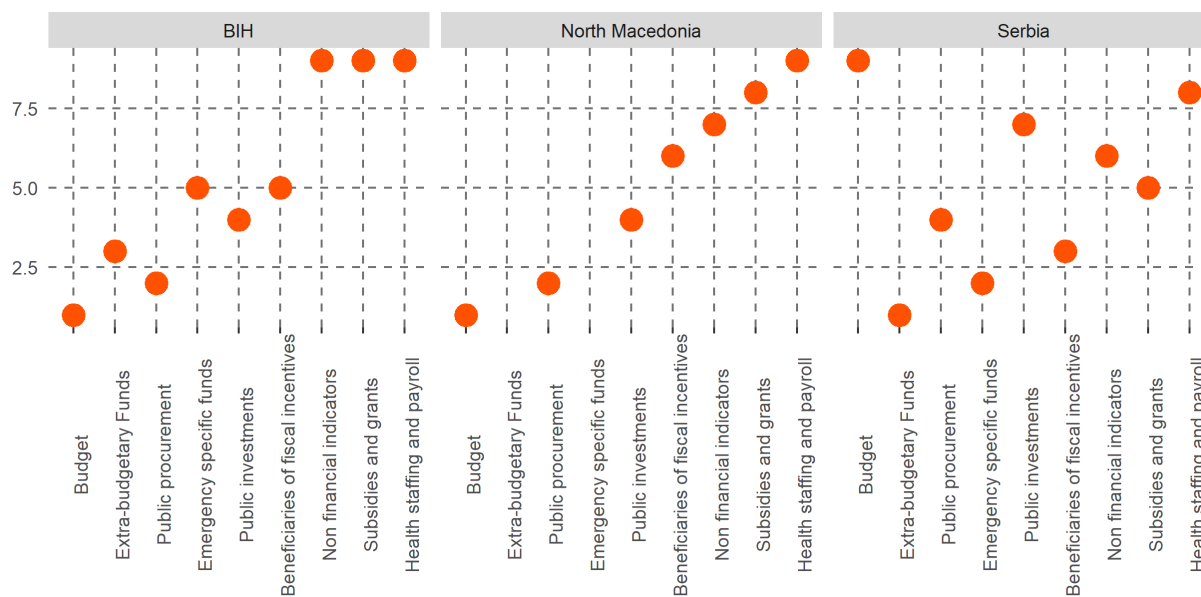 BIH
North Macedonia
Serbia
7.5
5.0
2.5
Budget
Extra-budgetary Funds
Public procurement
Emergency specific funds
Public investments
Beneficiaries of fiscal incentives
Non financial indicators
Subsidies and grants
Health staffing and payroll
Budget
Extra-budgetary Funds
Public procurement
Emergency specific funds
Public investments
Beneficiaries of fiscal incentives
Non financial indicators
Subsidies and grants
Health staffing and payroll
Budget
Extra-budgetary Funds
Public procurement
Emergency specific funds
Public investments
Beneficiaries of fiscal incentives
Non financial indicators
Subsidies and grants
Health staffing and payroll